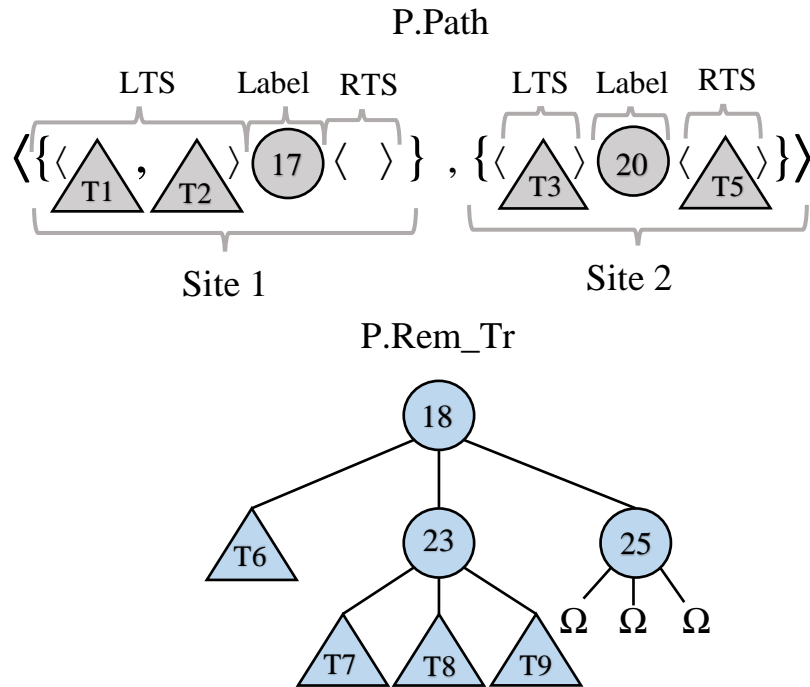 P.Path
LTS Label RTS LTS Label RTS
⟨{⟨ T1 , T2 ⟩ 17 ⟨ ⟩ } , {⟨ T3 ⟩ 20 ⟨ T5 ⟩}⟩
Site 1 Site 2
P.Rem_Tr
18
T6 23 25
Ω Ω Ω
T7 T8 T9